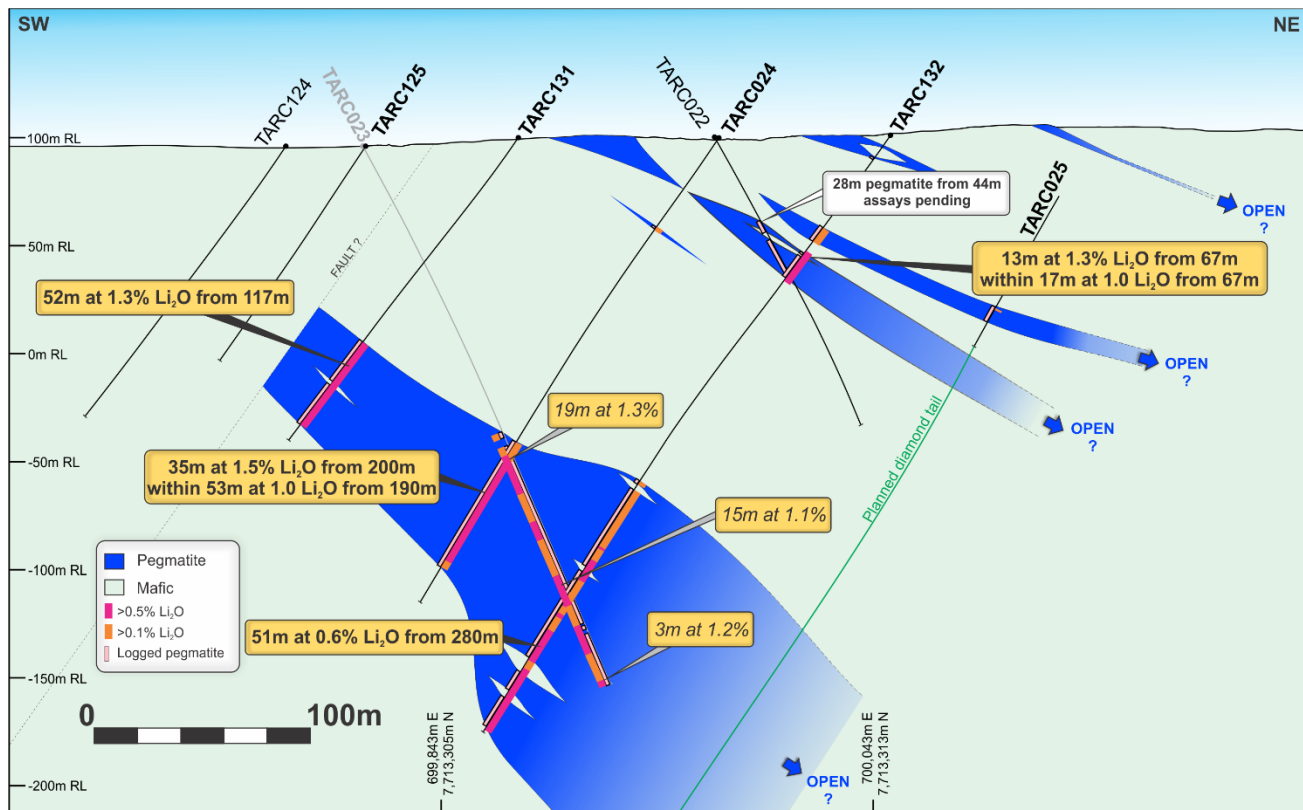 SW
NE
TARC124
TARC023
TARC125
TARC131
TARC022
TARC024
TARC132
TARC025
100m RL
50m RL
0m RL
-50m RL
-100m RL
-150m RL
-200m RL
FAULT ?
28m pegmatite from 44m
assays pending
OPEN
?
13m at 1.3% Li₂O from 67m
within 17m at 1.0 Li₂O from 67m
52m at 1.3% Li₂O from 117m
OPEN
?
OPEN
?
19m at 1.3%
35m at 1.5% Li₂O from 200m
within 53m at 1.0 Li₂O from 190m
15m at 1.1%
Planned diamond tail
Pegmatite
Mafic
>0.5% Li₂O
>0.1% Li₂O
Logged pegmatite
51m at 0.6% Li₂O from 280m
3m at 1.2%
0
100m
699,843m E
7,713,305m N
700,043m E
7,713,313m N
OPEN
?